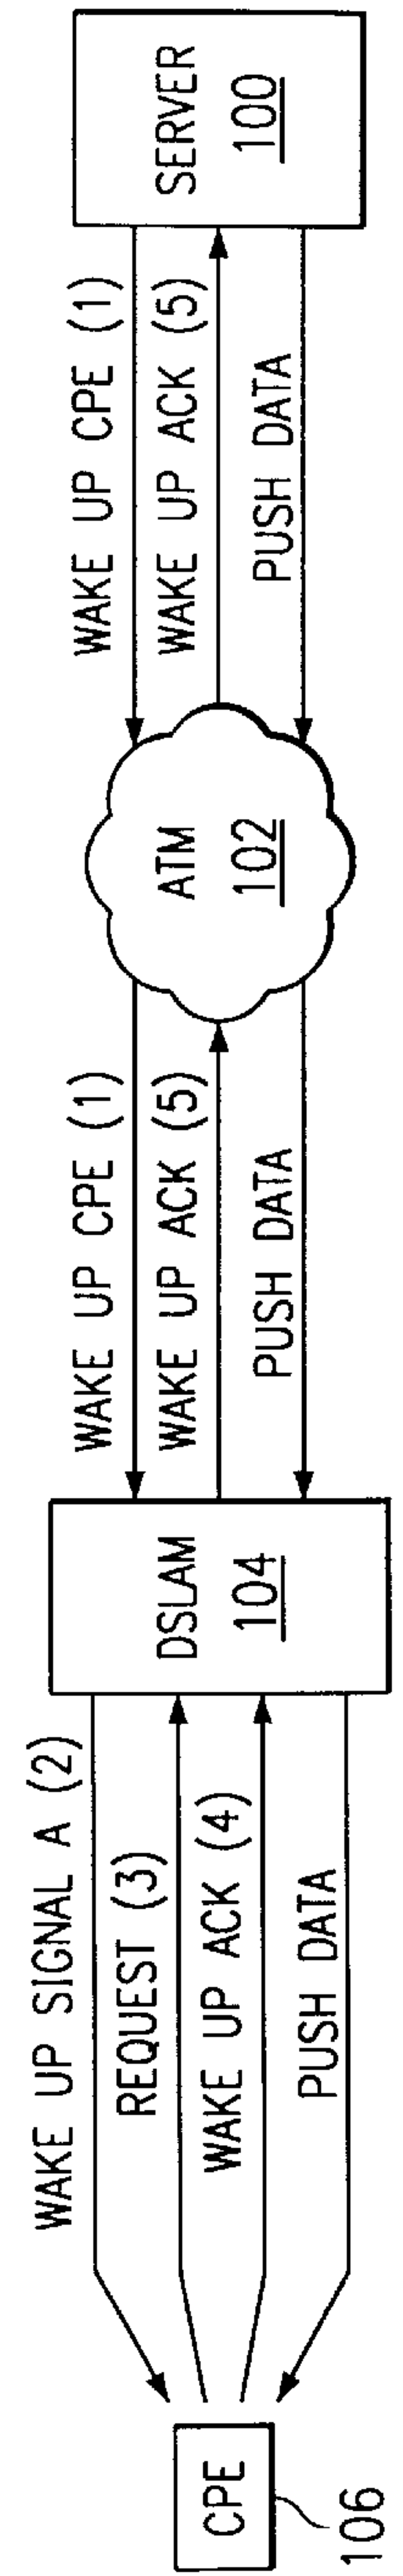 WAKE UP SIGNAL A (2)
REQUEST (3)
WAKE UP ACK (4)
PUSH DATA
CPE
106
DSLAM
104
WAKE UP CPE (1)
WAKE UP ACK (5)
PUSH DATA
ATM
102
WAKE UP CPE (1)
WAKE UP ACK (5)
PUSH DATA
SERVER
100